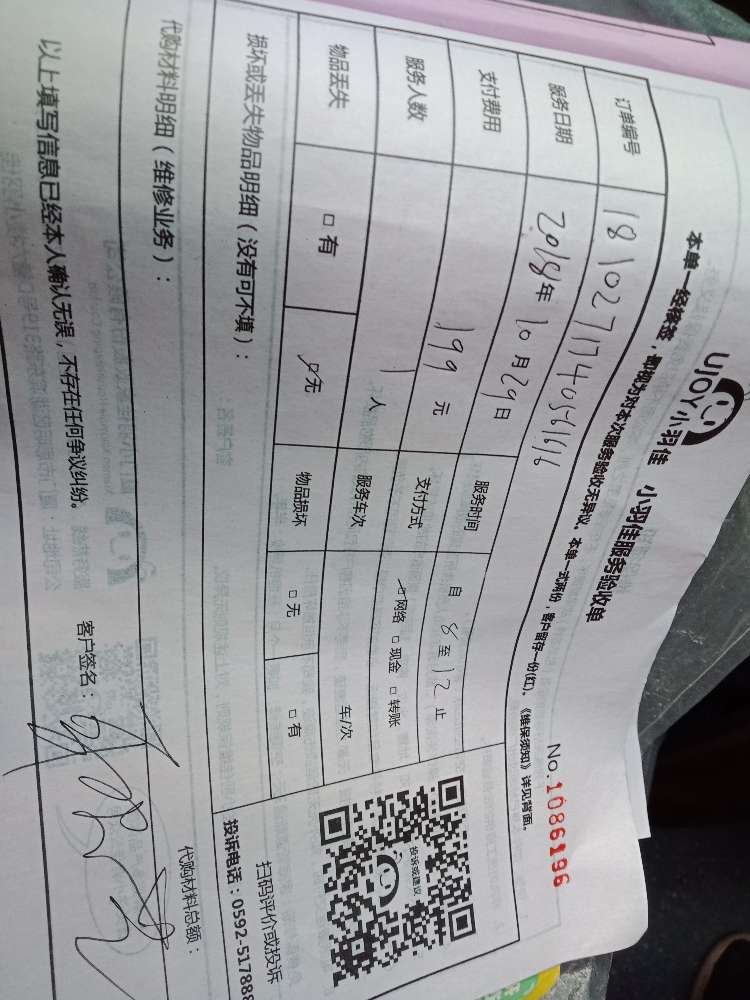 UJOY小羽佳 小羽佳服务验收单
No.1086196
本单一经核签，即视为对本次服务验收无异议。本单一式两份，客户留存一份(红)。《维保须知》详见背面。
订单编号
服务日期 2018年10月29日 服务时间 自 8 至 12 止
支付费用 199 元 支付方式 ☑网络 □现金 □转账
服务人数 1 人 服务车次 车/次
物品丢失 □有 ☑无 物品损坏 □无 □有
损坏或丢失物品明细（没有可不填）：
投诉或建议
扫码评价或投诉
投诉电话：0592-517888
代购材料明细（维修业务）： 代购材料总额：
以上填写信息已经本人确认无误，不存在任何争议纠纷。 客户签名：